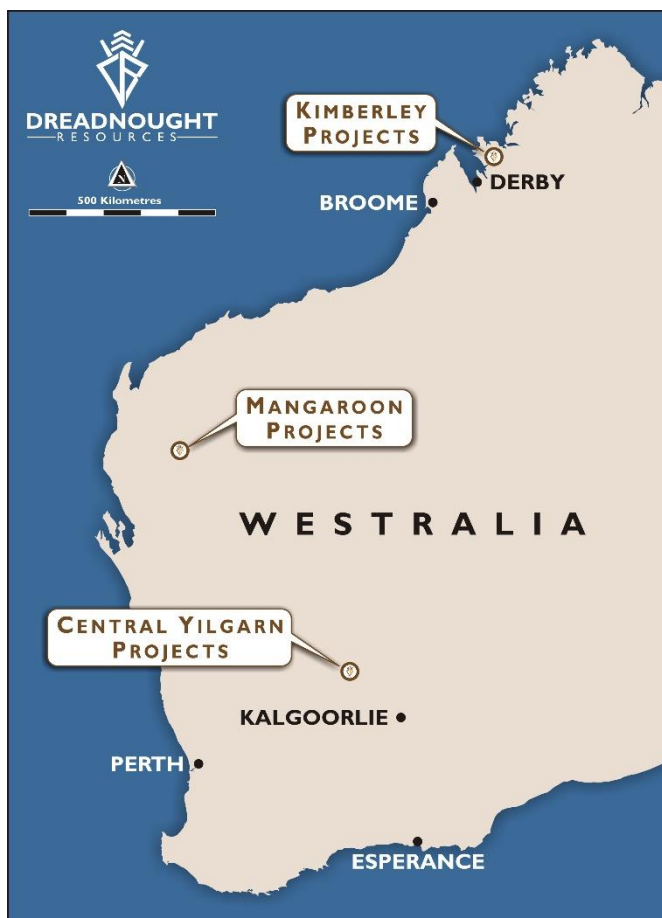 DREADNOUGHT
RESOURCES
N
500 Kilometres
KIMBERLEY
PROJECTS
DERBY
BROOME
MANGAROON
PROJECTS
WESTRALIA
CENTRAL YILGARN
PROJECTS
KALGOORLIE
PERTH
ESPERANCE